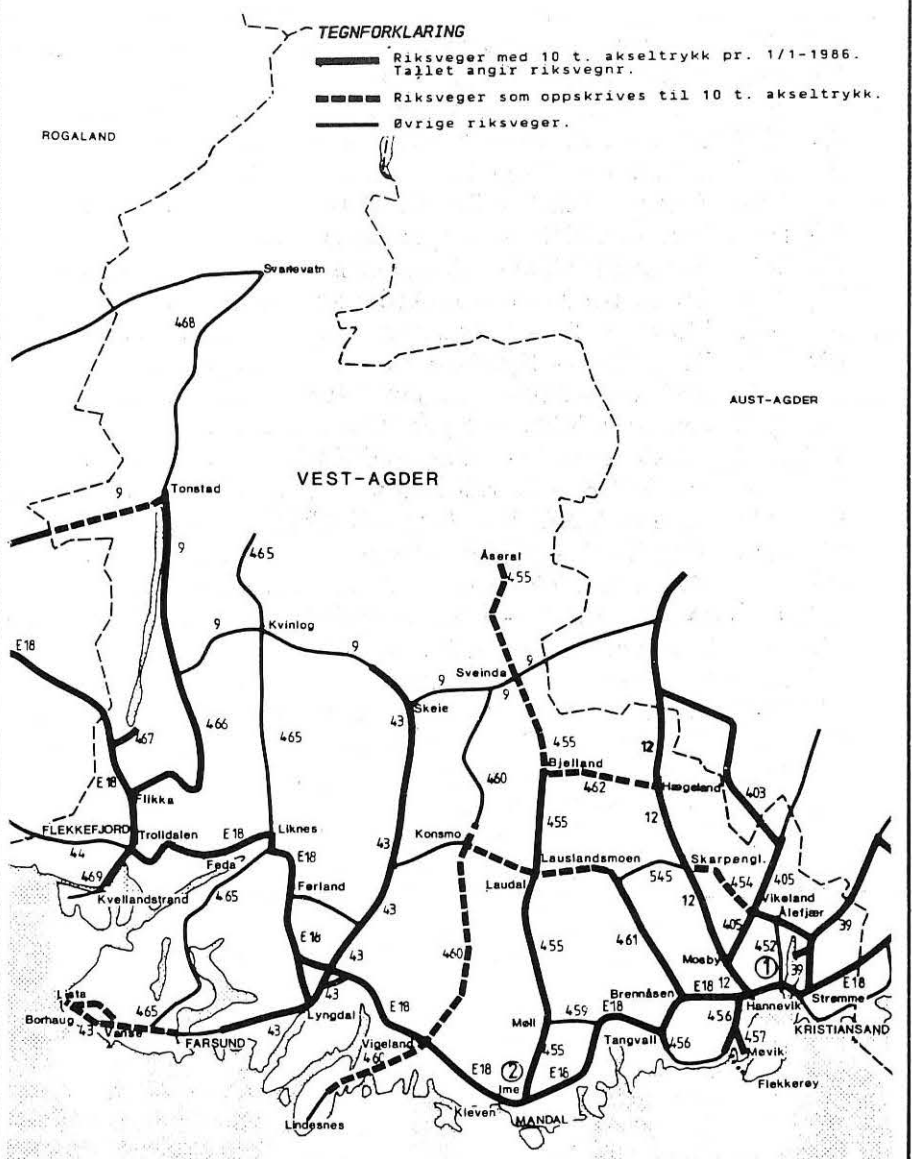 TEGNFORKLARING
Riksveger med 10 t. akseltrykk pr. 1/1-1986.
Tallet angir riksvegnr.
Riksveger som oppskrives til 10 t. akseltrykk.
Øvrige riksveger.
ROGALAND
Svartevatn
468
AUST-AGDER
VEST-AGDER
9
Tonstad
9
465
Åseral
455
E18
9
Kvinlog
9
Sveinda
9
9
9
Skeie
43
467
466
465
455
12
Bjelland
462
Hægeland
460
403
E18
Flikka
12
FLEKKEFJORD
Trolldalen
E18
Liknes
Konsmo
455
43
44
Feda
E18
Lauslandsmoen
Skarpengl.
469
Laudal
545
454
405
Kvellandstrand
465
Førland
12
Vikeland
405
Ålefjær
43
461
E18
460
455
452
39
Mosby
1
43
39
E18
Lista
43
E18
Brennåsen
E18
12
Hannevik
Strømme
465
Borhaug
43
Vanse
FARSUND
43
Lyngdal
Møll
459
E18
456
KRISTIANSAND
Vigeland
460
Tangvall
456
457
Møvik
455
2
E18
Ime
E18
Flekkerøy
Kleven
MANDAL
Lindesnes